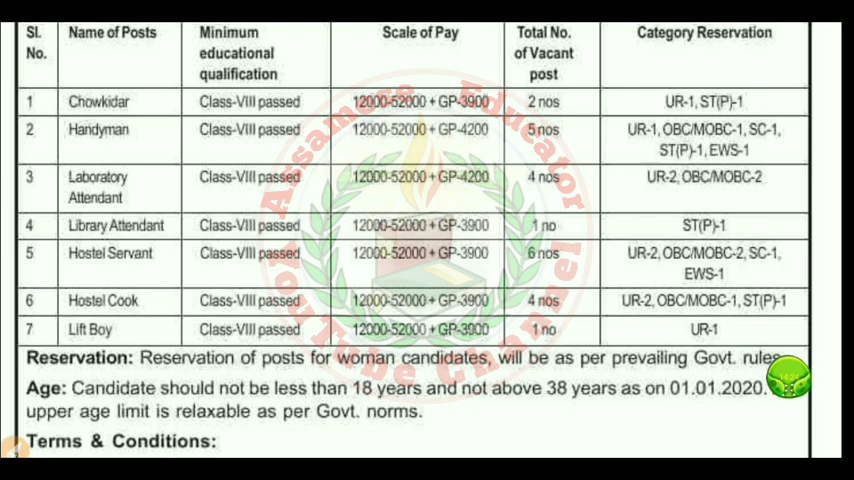 Sl. No. Name of Posts Minimum educational qualification Scale of Pay Total No. of Vacant post Category Reservation
1 Chowkidar Class-VIII passed 12000-52000 + GP-3900 2 nos UR-1, ST(P)-1
2 Handyman Class-VIII passed 12000-52000 + GP-4200 5 nos UR-1, OBC/MOBC-1, SC-1, ST(P)-1, EWS-1
3 Laboratory Attendant Class-VIII passed 12000-52000 + GP-4200 4 nos UR-2, OBC/MOBC-2
4 Library Attendant Class-VIII passed 12000-52000 + GP-3900 1 no ST(P)-1
5 Hostel Servant Class-VIII passed 12000-52000 + GP-3900 6 nos UR-2, OBC/MOBC-2, SC-1, EWS-1
6 Hostel Cook Class-VIII passed 12000-52000 + GP-3900 4 nos UR-2, OBC/MOBC-1, ST(P)-1
7 Lift Boy Class-VIII passed 12000-52000 + GP-3900 1 no UR-1
Reservation: Reservation of posts for woman candidates, will be as per prevailing Govt. rules
Age: Candidate should not be less than 18 years and not above 38 years as on 01.01.2020.
upper age limit is relaxable as per Govt. norms.
Terms & Conditions:
Assamese Educator
YouTube Channel